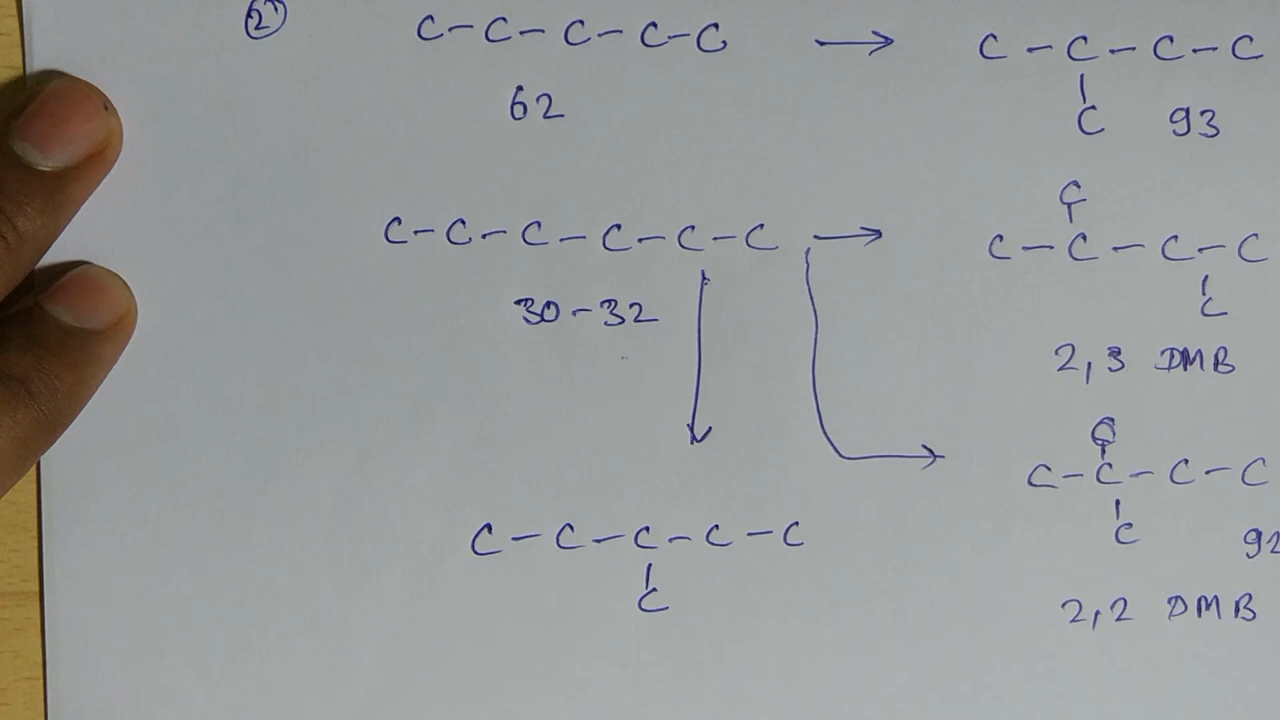 2)
C-C-C-C-C → C-C-C-C
C
62
93
C
C-C-C-C-C-C → C-C-C-C
C
30-32
2,3 DMB
C
C-C-C-C
C
92
C-C-C-C-C
C
2,2 DMB